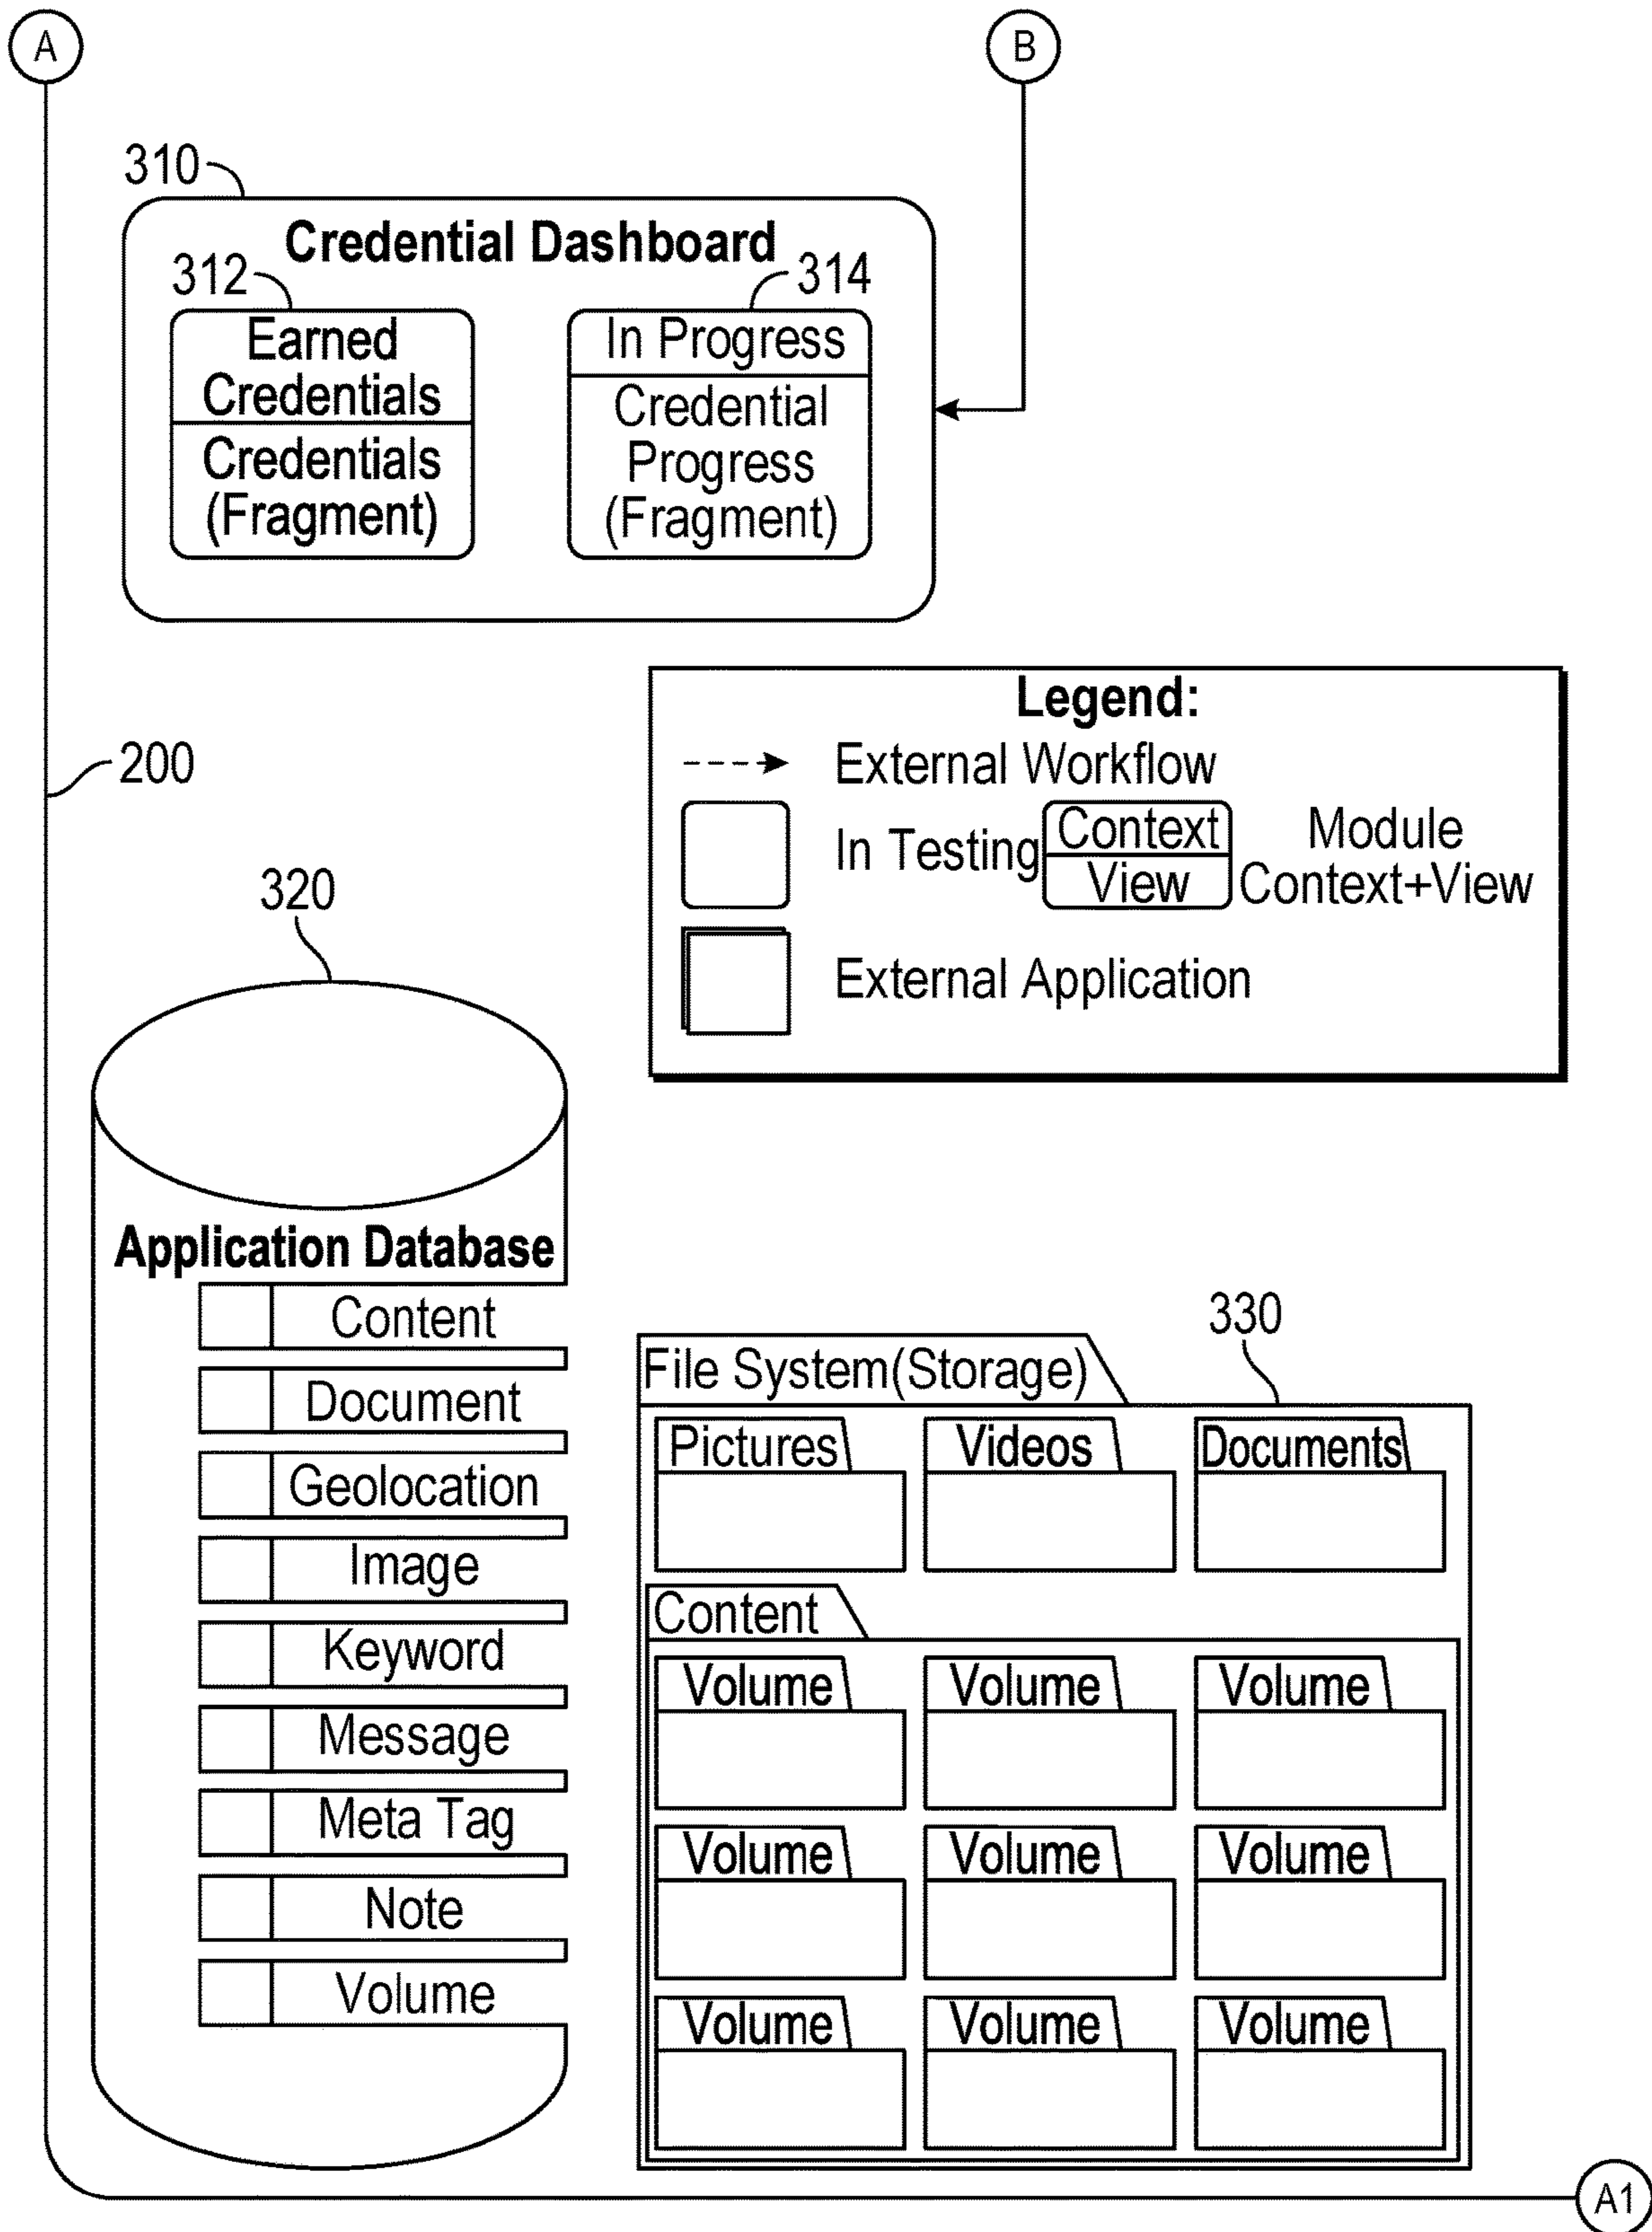 A
B
310
Credential Dashboard
312
314
Earned
Credentials
Credentials
(Fragment)
In Progress
Credential
Progress
(Fragment)
200
Legend:
External Workflow
In Testing
Context
View
Module
Context+View
External Application
320
Application Database
Content
Document
Geolocation
Image
Keyword
Message
Meta Tag
Note
Volume
330
File System(Storage)
Pictures
Videos
Documents
Content
Volume
Volume
Volume
Volume
Volume
Volume
Volume
Volume
Volume
A1